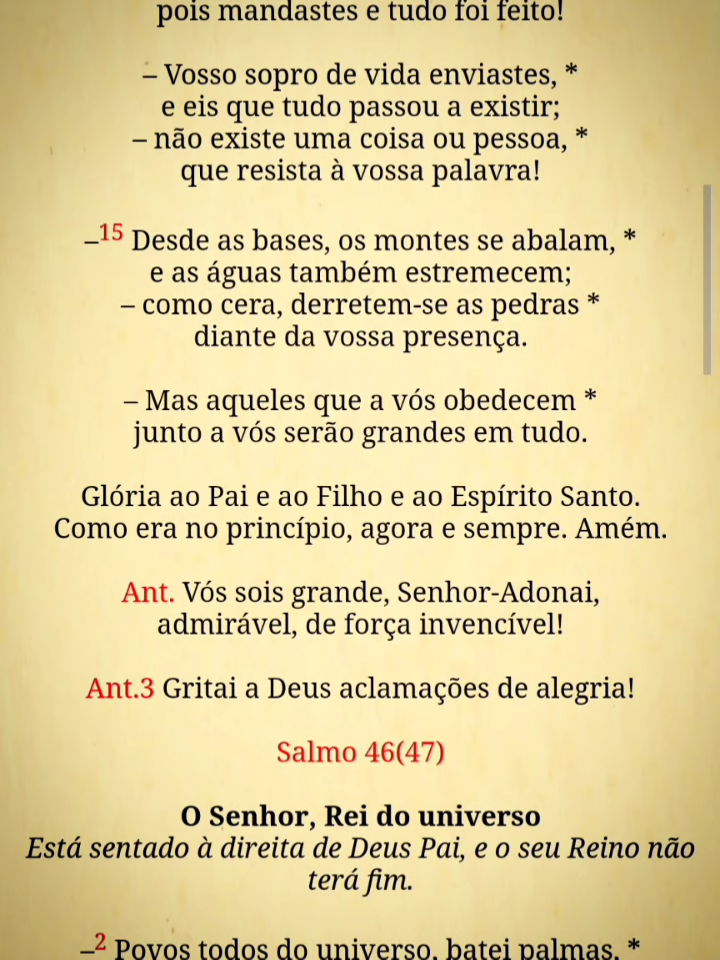 pois mandastes e tudo foi feito!
– Vosso sopro de vida enviastes, *
e eis que tudo passou a existir;
– não existe uma coisa ou pessoa, *
que resista à vossa palavra!
–15 Desde as bases, os montes se abalam, *
e as águas também estremecem;
– como cera, derretem-se as pedras *
diante da vossa presença.
– Mas aqueles que a vós obedecem *
junto a vós serão grandes em tudo.
Glória ao Pai e ao Filho e ao Espírito Santo.
Como era no princípio, agora e sempre. Amém.
Ant. Vós sois grande, Senhor-Adonai,
admirável, de força invencível!
Ant.3 Gritai a Deus aclamações de alegria!
Salmo 46(47)
O Senhor, Rei do universo
Está sentado à direita de Deus Pai, e o seu Reino não
terá fim.
–2 Povos todos do universo, batei palmas, *